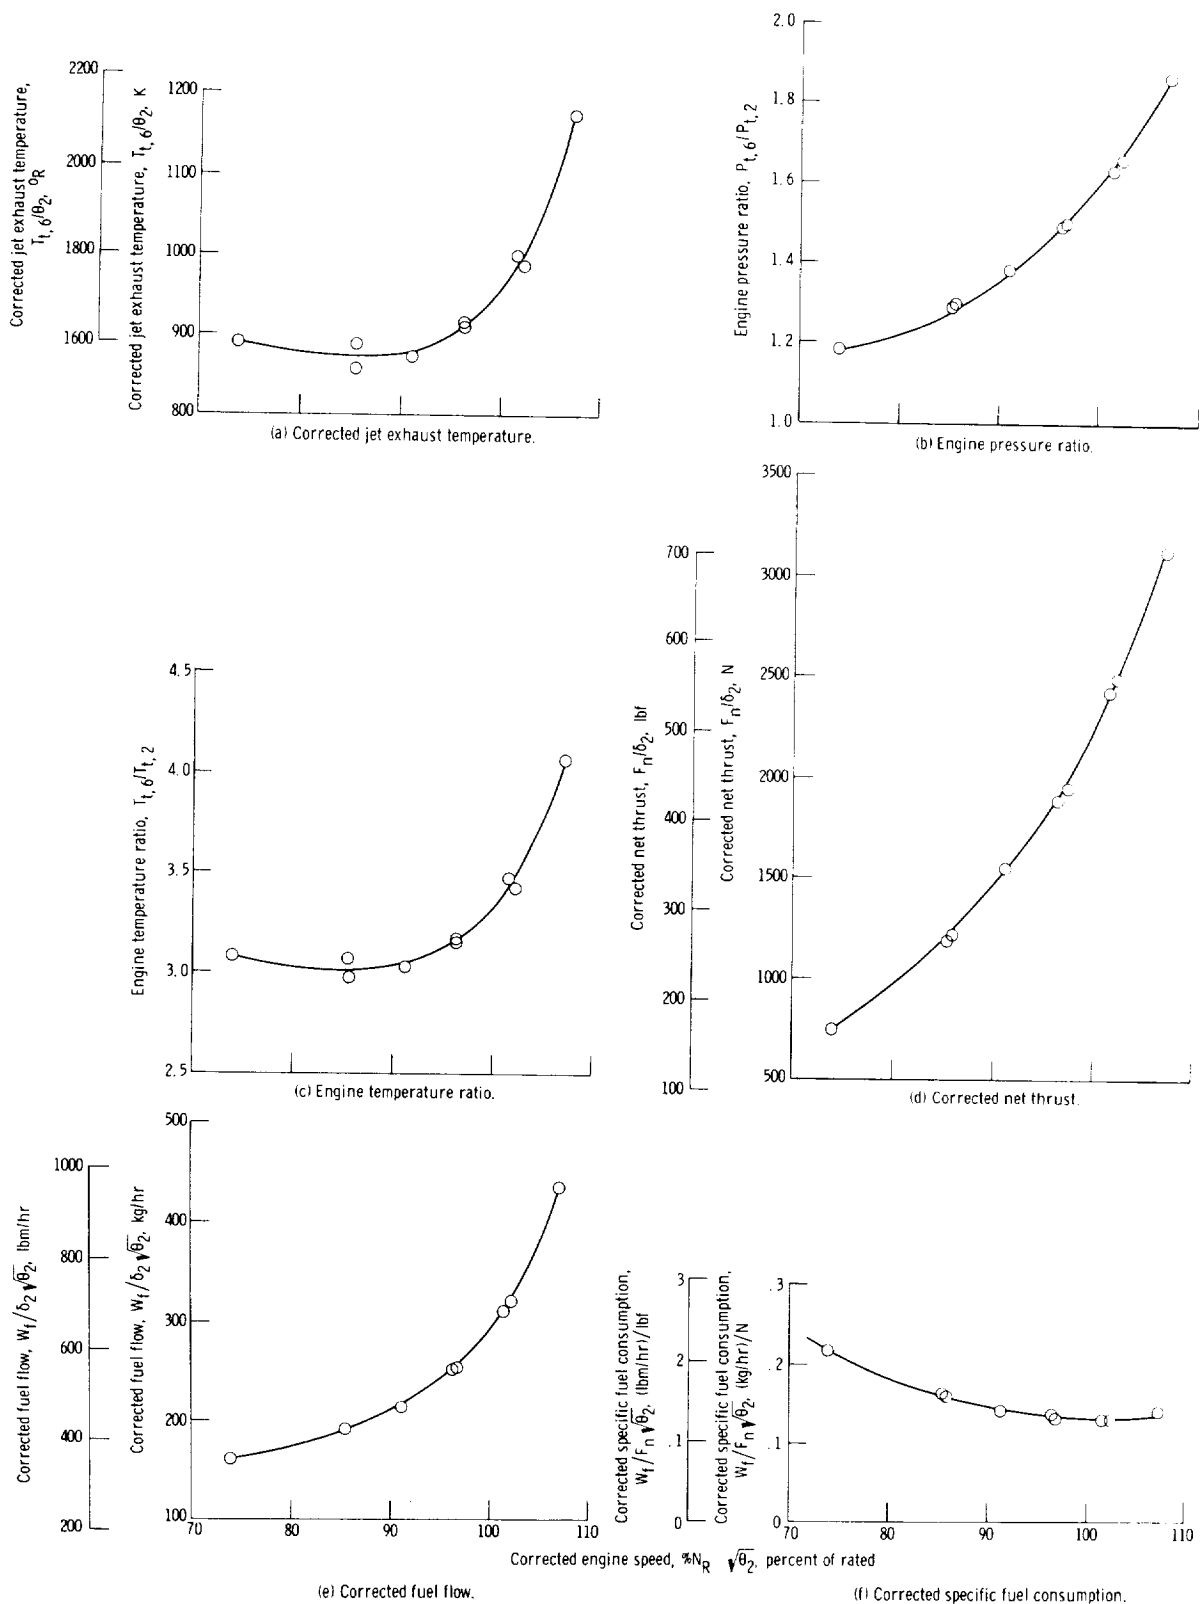 Corrected jet exhaust temperature,
T_t,6/θ_2, °R
2200
2000
1800
1600
Corrected jet exhaust temperature, T_t,6/θ_2, K
1200
1100
1000
900
800
(a) Corrected jet exhaust temperature.
Engine pressure ratio, P_t,6/P_t,2
2.0
1.8
1.6
1.4
1.2
1.0
(b) Engine pressure ratio.
Engine temperature ratio, T_t,6/T_t,2
4.5
4.0
3.5
3.0
2.5
(c) Engine temperature ratio.
Corrected net thrust, F_n/δ_2, lbf
700
600
500
400
300
200
100
Corrected net thrust, F_n/δ_2, N
3500
3000
2500
2000
1500
1000
500
(d) Corrected net thrust.
Corrected fuel flow, W_f/δ_2√θ_2, lbm/hr
1000
800
600
400
200
Corrected fuel flow, W_f/δ_2√θ_2, kg/hr
500
400
300
200
100
70 80 90 100 110
Corrected specific fuel consumption,
W_f/F_n√θ_2, (lbm/hr)/lbf
3
2
1
0
Corrected specific fuel consumption,
W_f/F_n√θ_2, (kg/hr)/N
.3
.2
.1
0
70 80 90 100 110
Corrected engine speed, %N_R √θ_2, percent of rated
(e) Corrected fuel flow.
(f) Corrected specific fuel consumption.